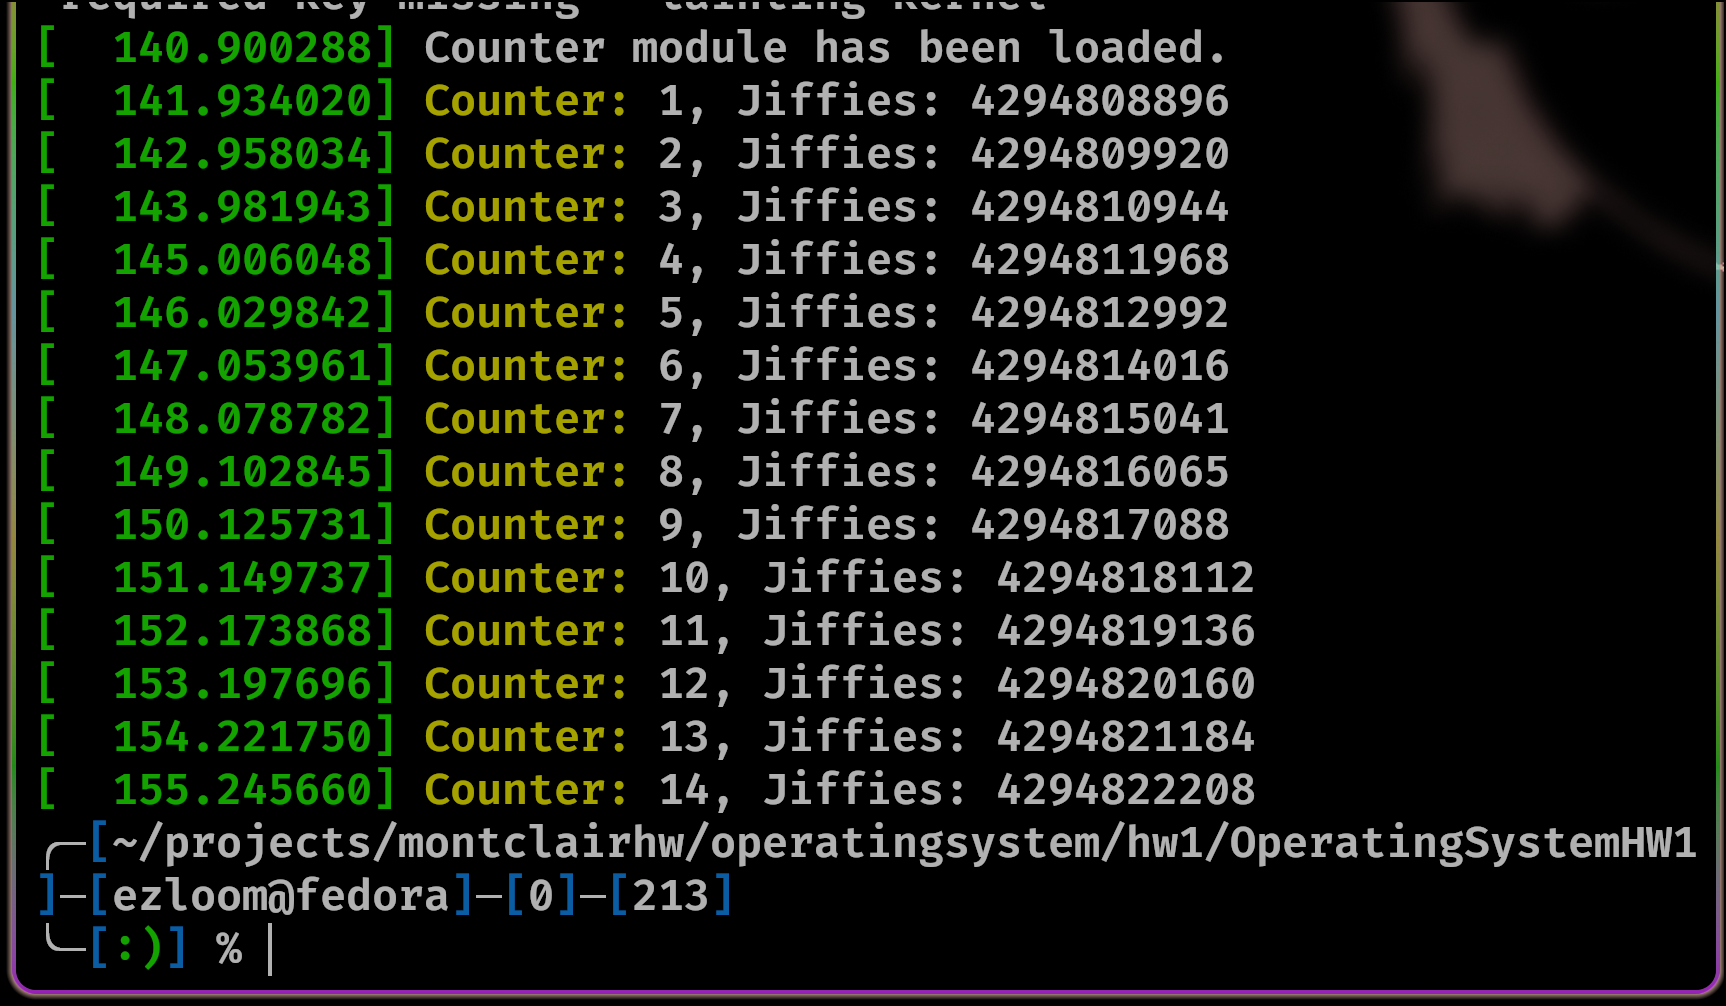 required key missing - tainting kernel
[  140.900288] Counter module has been loaded.
[  141.934020] Counter: 1, Jiffies: 4294808896
[  142.958034] Counter: 2, Jiffies: 4294809920
[  143.981943] Counter: 3, Jiffies: 4294810944
[  145.006048] Counter: 4, Jiffies: 4294811968
[  146.029842] Counter: 5, Jiffies: 4294812992
[  147.053961] Counter: 6, Jiffies: 4294814016
[  148.078782] Counter: 7, Jiffies: 4294815041
[  149.102845] Counter: 8, Jiffies: 4294816065
[  150.125731] Counter: 9, Jiffies: 4294817088
[  151.149737] Counter: 10, Jiffies: 4294818112
[  152.173868] Counter: 11, Jiffies: 4294819136
[  153.197696] Counter: 12, Jiffies: 4294820160
[  154.221750] Counter: 13, Jiffies: 4294821184
[  155.245660] Counter: 14, Jiffies: 4294822208
╭─[~/projects/montclairhw/operatingsystem/hw1/OperatingSystemHW1
]─[ezloom@fedora]─[0]─[213]
╰─[:)] %